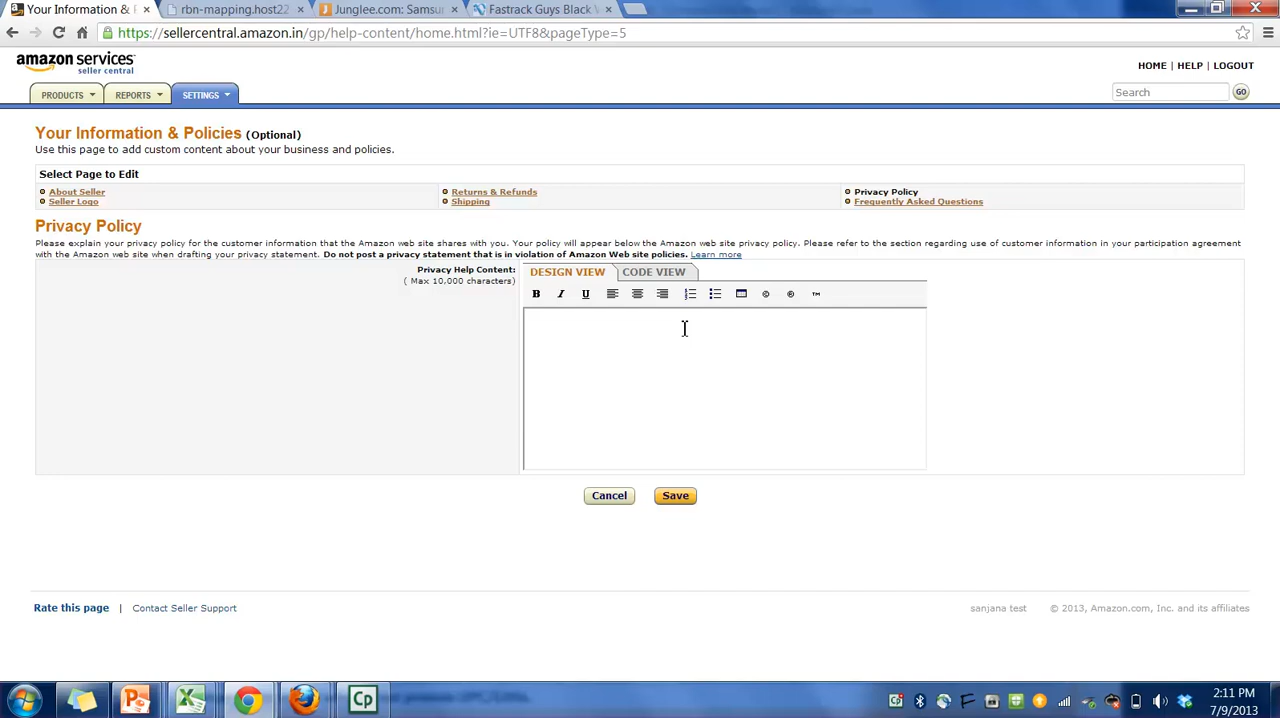 Your Information & P
rbn-mapping.host22
Junglee.com: Samsu
Fastrack Guys Black W
https://sellercentral.amazon.in/gp/help-content/home.html?ie=UTF8&pageType=5
amazon services
seller central
HOME | HELP | LOGOUT
PRODUCTS
REPORTS
SETTINGS
Search
GO
Your Information & Policies (Optional)
Use this page to add custom content about your business and policies.
Select Page to Edit
About Seller
Returns & Refunds
Privacy Policy
Seller Logo
Shipping
Frequently Asked Questions
Privacy Policy
Please explain your privacy policy for the customer information that the Amazon web site shares with you. Your policy will appear below the Amazon web site privacy policy. Please refer to the section regarding use of customer information in your participation agreement
with the Amazon web site when drafting your privacy statement. Do not post a privacy statement that is in violation of Amazon Web site policies. Learn more
Privacy Help Content:
( Max 10,000 characters)
DESIGN VIEW
CODE VIEW
B I U © ® ™
Cancel
Save
Rate this page | Contact Seller Support
sanjana test
© 2013, Amazon.com, Inc. and its affiliates
Cp
2:11 PM
7/9/2013